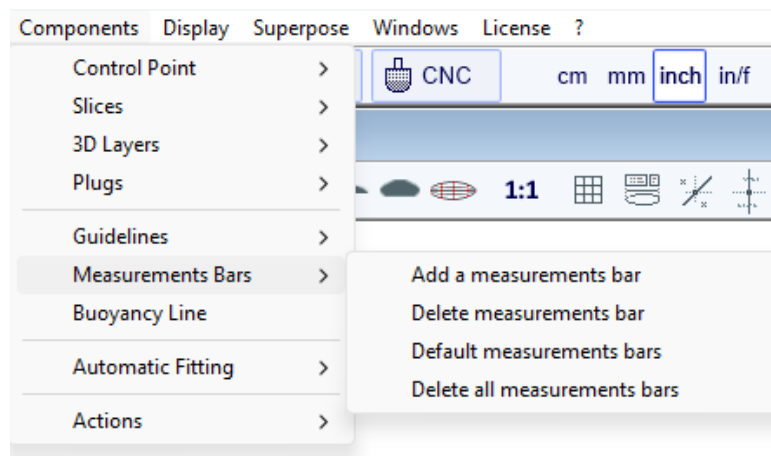 Components Display Superpose Windows License ?
Control Point
CNC cm mm inch in/f
Slices
3D Layers
Plugs
1:1
Guidelines
Measurements Bars
Add a measurements bar
Buoyancy Line
Delete measurements bar
Default measurements bars
Automatic Fitting
Delete all measurements bars
Actions